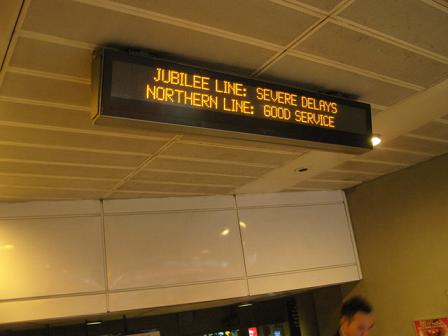 JUBILEE LINE: SEVERE DELAYS
NORTHERN LINE: GOOD SERVICE